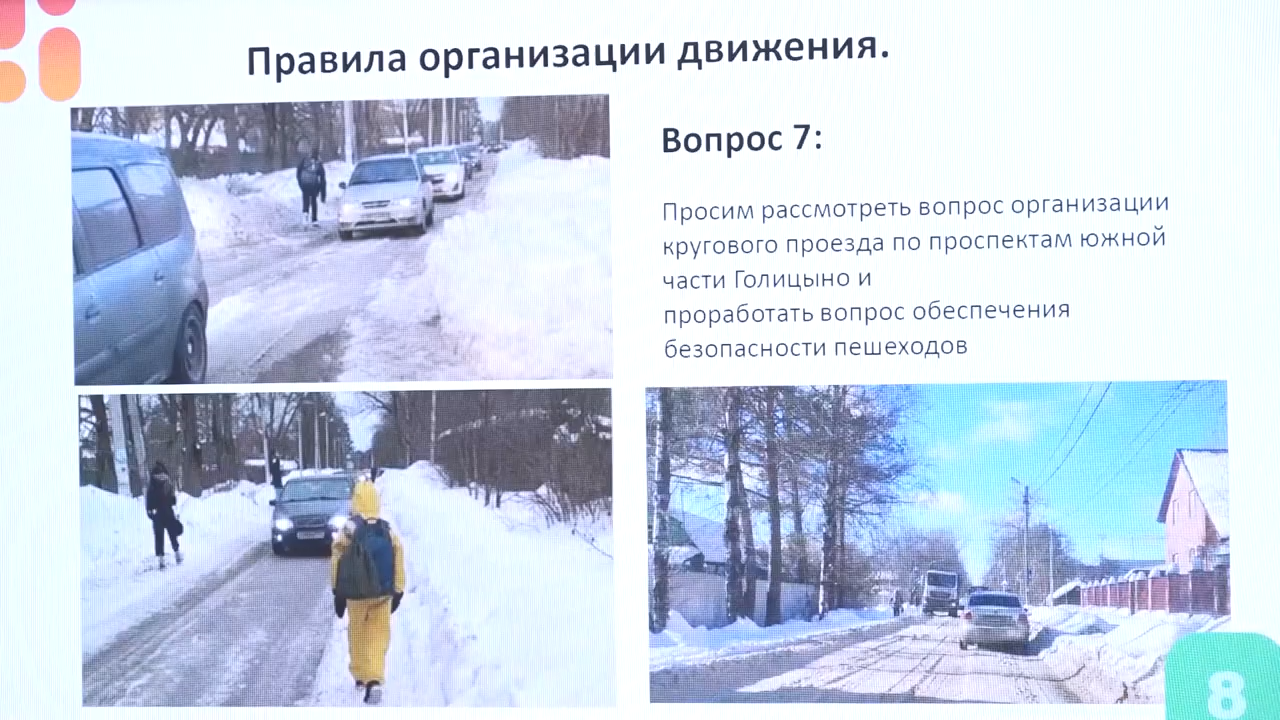 Правила организации движения.
Вопрос 7:
Просим рассмотреть вопрос организации
кругового проезда по проспектам южной
части Голицыно и
проработать вопрос обеспечения
безопасности пешеходов
8